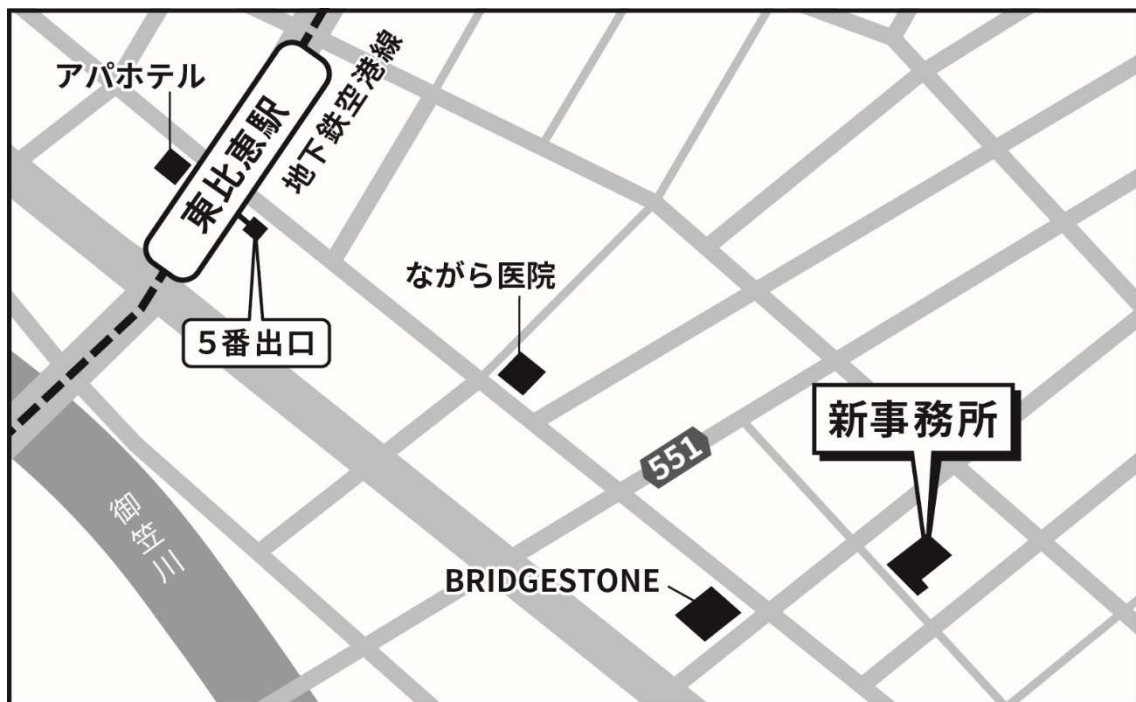 アパホテル
東比恵駅
地下鉄空港線
5番出口
ながら医院
新事務所
551
御笠川
BRIDGESTONE